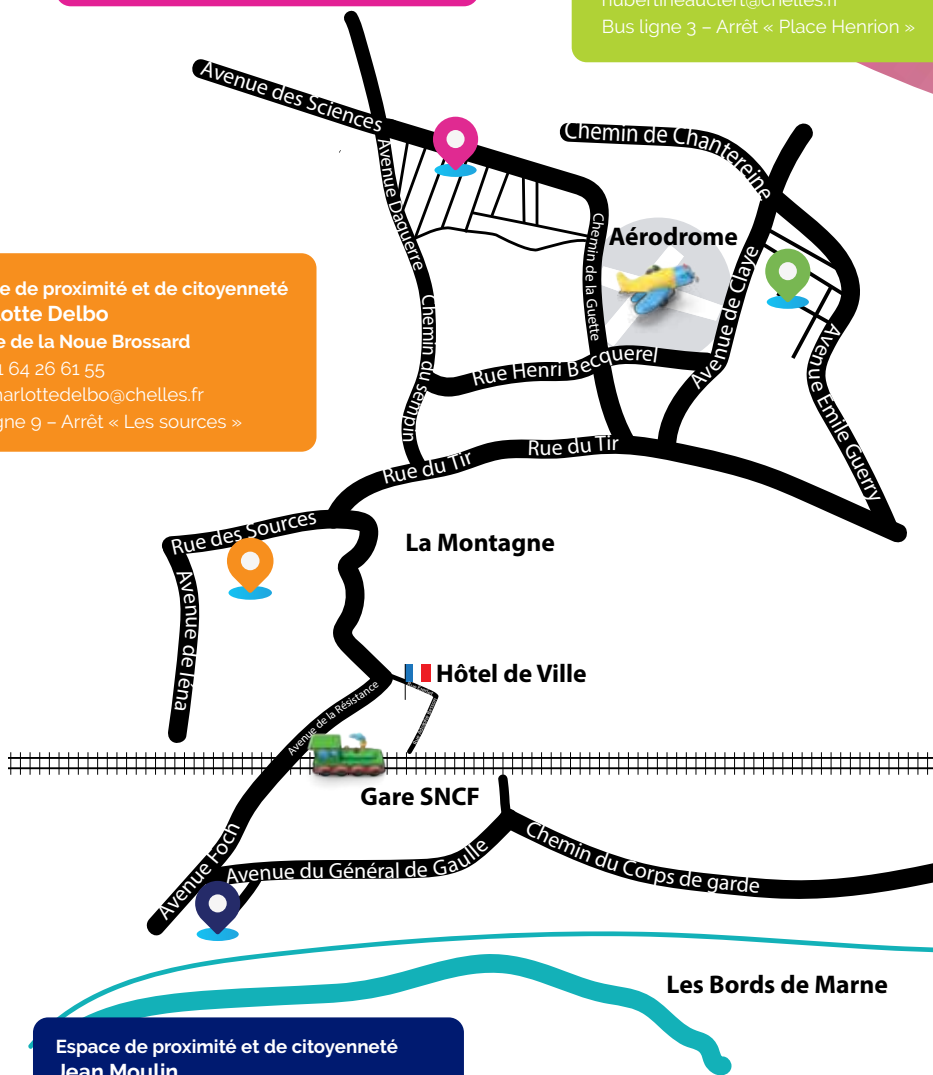 hubertineauclert@chelles.fr
Bus ligne 3 – Arrêt « Place Henrion »
Avenue des Sciences
Chemin de Chantereine
Avenue Daguerre
Chemin de la Guette
Aérodrome
Avenue de Claye
de proximité et de citoyenneté
Delbo
de la Noue Brossard
64 26 61 55
charlottedelbo@chelles.fr
9 – Arrêt « Les sources »
Chemin du sempin
Rue Henri Becquerel
Avenue Emile Guerry
Rue du Tir
Rue du Tir
Rue des Sources
La Montagne
Avenue de Iéna
Hôtel de Ville
Avenue de la Résistance
Gare SNCF
Avenue Foch
Avenue du Général de Gaulle
Chemin du Corps de garde
Les Bords de Marne
Espace de proximité et de citoyenneté
Jean Moulin